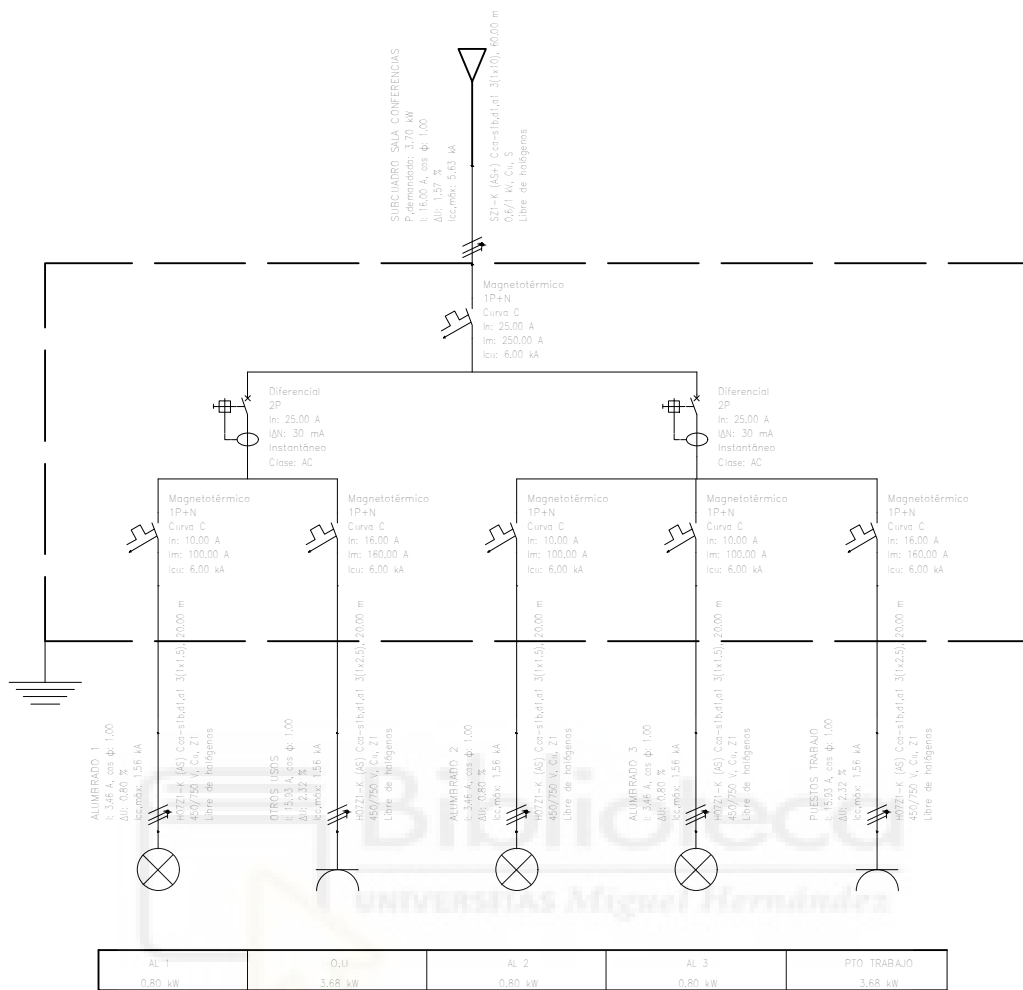 SUBCUADRO SALA CONFERENCIAS
P.demandada: 3.70 kW
I: 16.00 A, cos ф: 1.00
ΔU: 1.57 %
Icc,máx: 5.63 kA
SZ1-K (AS+) Cca-s1b,d1,a1 3(1x10), 60.00 m
0,6/1 kV, Cu, S
Libre de halógenos
Magnetotérmico
1P+N
Curva C
In: 25.00 A
Im: 250.00 A
Icu: 6.00 kA
Diferencial
2P
In: 25.00 A
IΔN: 30 mA
Instantáneo
Clase: AC
Diferencial
2P
In: 25.00 A
IΔN: 30 mA
Instantáneo
Clase: AC
Magnetotérmico
1P+N
Curva C
In: 10.00 A
Im: 100.00 A
Icu: 6.00 kA
Magnetotérmico
1P+N
Curva C
In: 16.00 A
Im: 160.00 A
Icu: 6.00 kA
Magnetotérmico
1P+N
Curva C
In: 10.00 A
Im: 100.00 A
Icu: 6.00 kA
Magnetotérmico
1P+N
Curva C
In: 10.00 A
Im: 100.00 A
Icu: 6.00 kA
Magnetotérmico
1P+N
Curva C
In: 16.00 A
Im: 160.00 A
Icu: 6.00 kA
ALUMBRADO 1
I: 3.46 A, cos ф: 1.00
ΔU: 0.80 %
Icc,máx: 1.56 kA
H07Z1-K (AS) Cca-s1b,d1,a1 3(1x1.5), 20.00 m
450/750 V, Cu, Z1
Libre de halógenos
OTROS USOS
I: 15.93 A, cos ф: 1.00
ΔU: 2.32 %
Icc,máx: 1.56 kA
H07Z1-K (AS) Cca-s1b,d1,a1 3(1x2.5), 20.00 m
450/750 V, Cu, Z1
Libre de halógenos
ALUMBRADO 2
I: 3.46 A, cos ф: 1.00
ΔU: 0.80 %
Icc,máx: 1.56 kA
H07Z1-K (AS) Cca-s1b,d1,a1 3(1x1.5), 20.00 m
450/750 V, Cu, Z1
Libre de halógenos
ALUMBRADO 3
I: 3.46 A, cos ф: 1.00
ΔU: 0.80 %
Icc,máx: 1.56 kA
H07Z1-K (AS) Cca-s1b,d1,a1 3(1x1.5), 20.00 m
450/750 V, Cu, Z1
Libre de halógenos
PUESTOS TRABAJO
I: 15.93 A, cos ф: 1.00
ΔU: 2.32 %
Icc,máx: 1.56 kA
H07Z1-K (AS) Cca-s1b,d1,a1 3(1x2.5), 20.00 m
450/750 V, Cu, Z1
Libre de halógenos
Biblioteca
UNIVERSITAS Miguel Hernández
AL 1 O.U AL 2 AL 3 PTO TRABAJO
0.80 kW 3.68 kW 0.80 kW 0.80 kW 3.68 kW